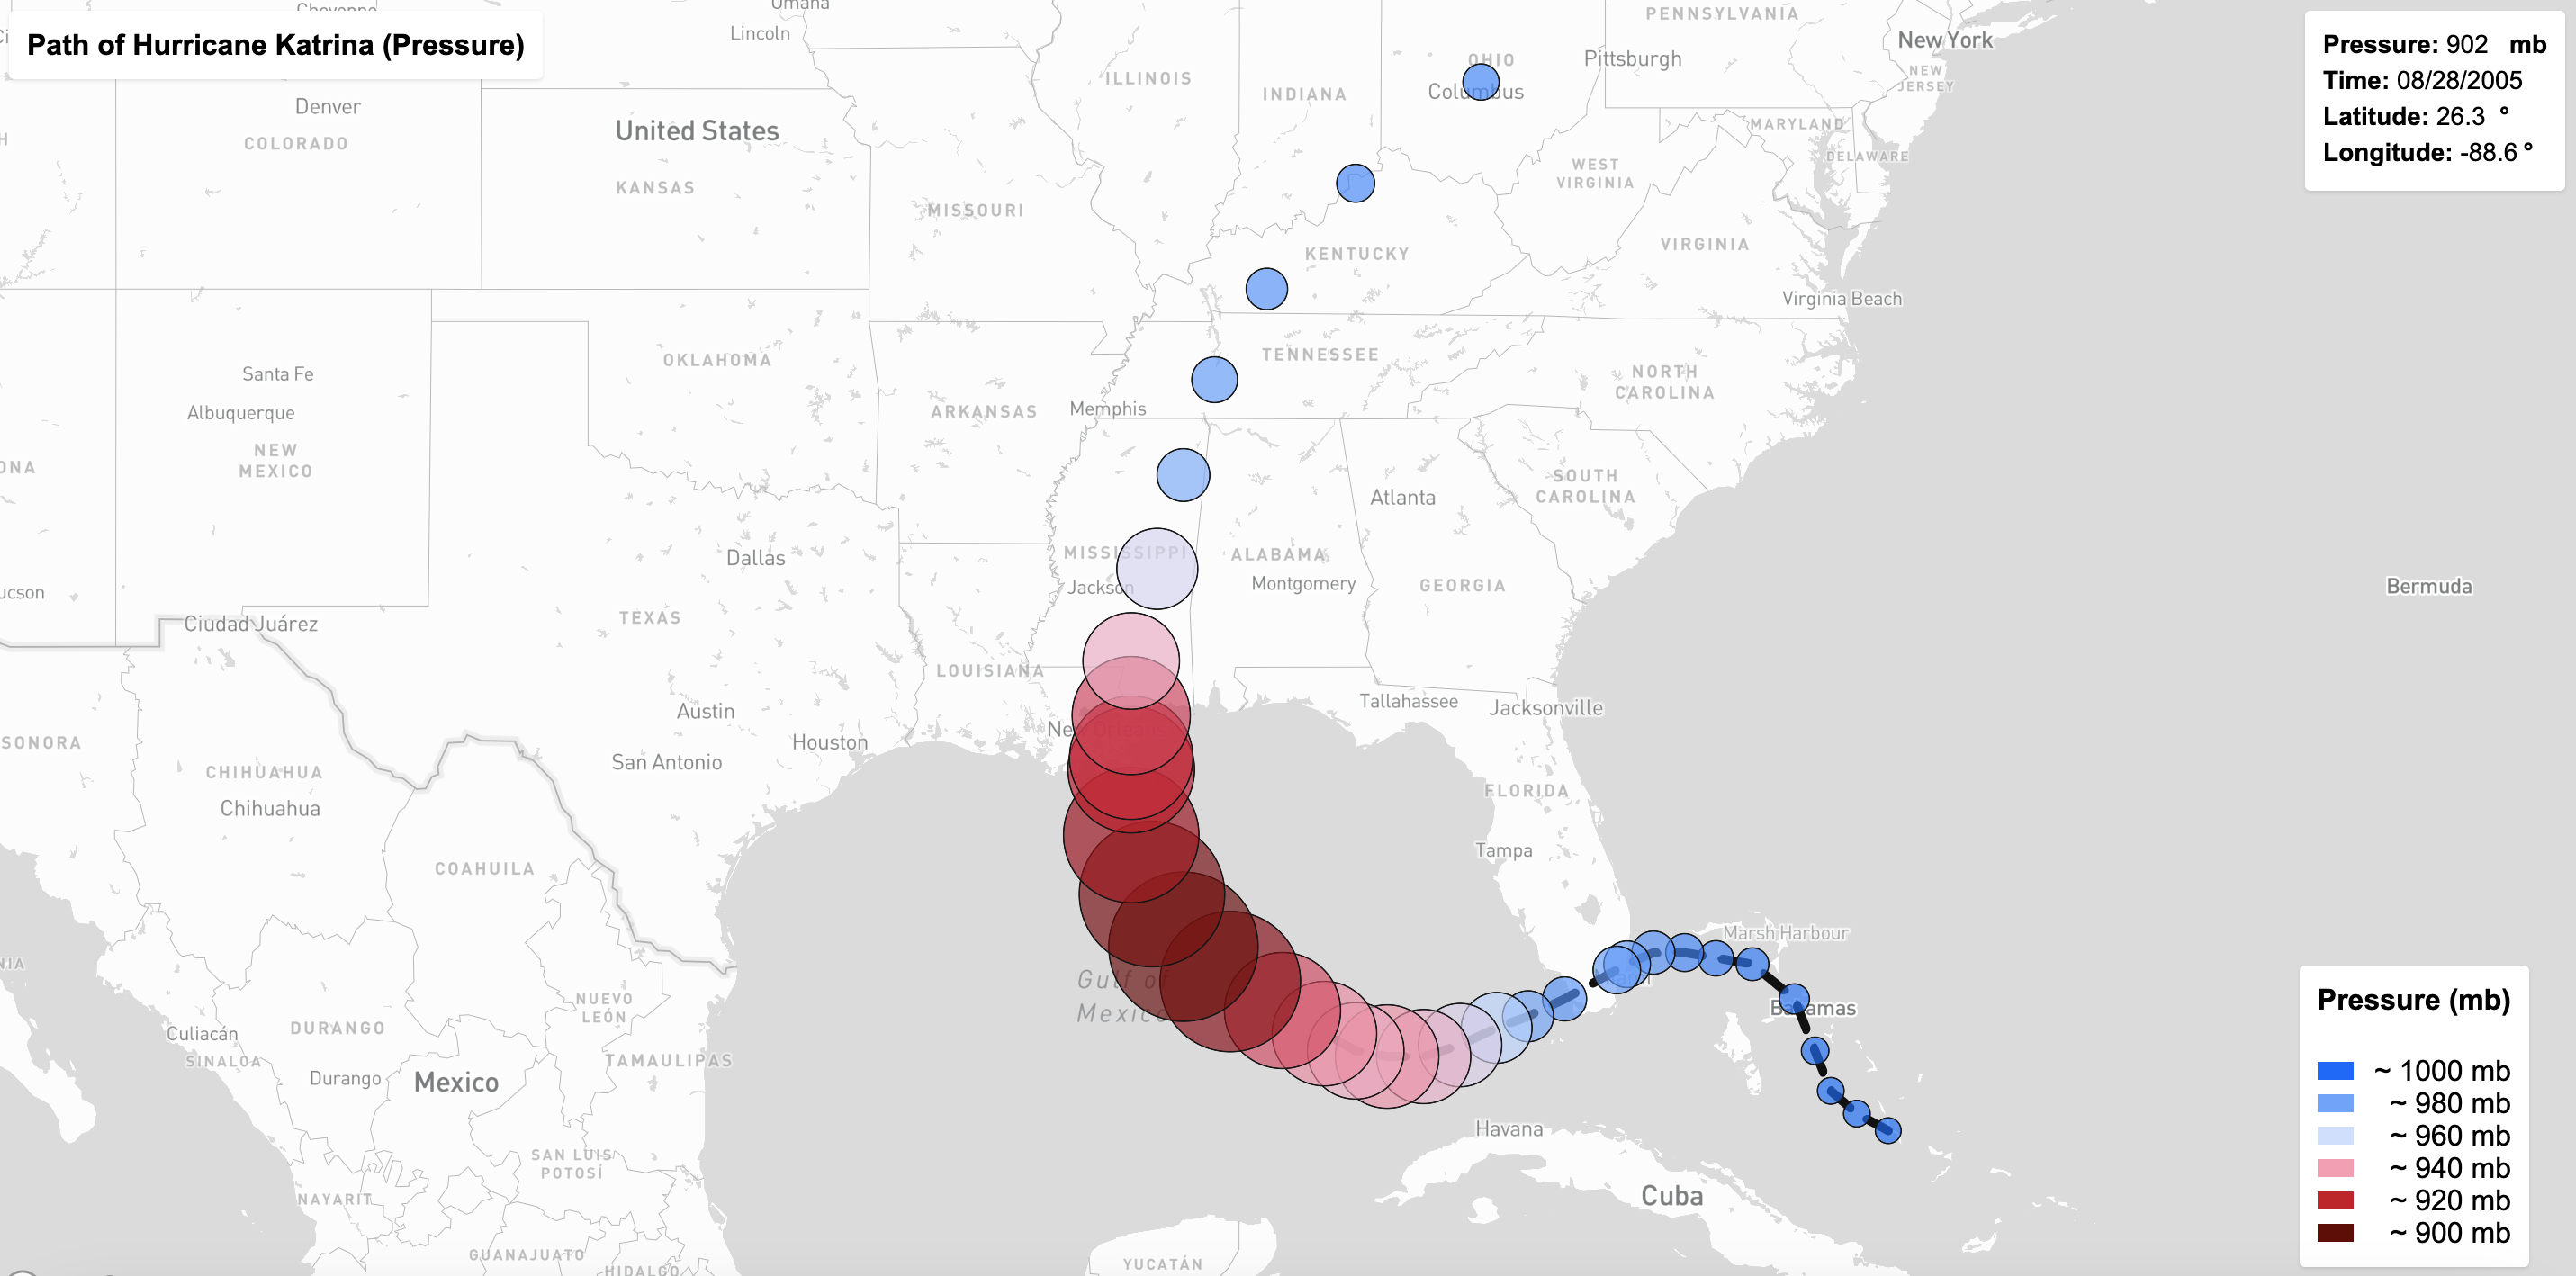 Path of Hurricane Katrina (Pressure)
Pressure: 902 mb
Time: 08/28/2005
Latitude: 26.3 °
Longitude: -88.6 °
Omaha
Lincoln
PENNSYLVANIA
New York
Pittsburgh
OHIO
Columbus
NEW
JERSEY
ILLINOIS
INDIANA
Denver
COLORADO
United States
MARYLAND
DELAWARE
KANSAS
WEST
VIRGINIA
MISSOURI
VIRGINIA
KENTUCKY
Virginia Beach
OKLAHOMA
TENNESSEE
Santa Fe
NORTH
CAROLINA
Albuquerque
ARKANSAS
Memphis
NEW
MEXICO
SOUTH
CAROLINA
Atlanta
Dallas
MISSISSIPPI
ALABAMA
Jackson
Montgomery
GEORGIA
Bermuda
TEXAS
Ciudad Juárez
LOUISIANA
Tallahassee
Jacksonville
Austin
New Orleans
Houston
SONORA
San Antonio
CHIHUAHUA
Chihuahua
FLORIDA
COAHUILA
Tampa
Marsh Harbour
Gulf of
Mexico
NUEVO
LEÓN
Bahamas
DURANGO
Culiacán
SINALOA
TAMAULIPAS
Durango
Mexico
Havana
SAN LUIS
POTOSÍ
NAYARIT
Cuba
GUANAJUATO
HIDALGO
YUCATÁN
Pressure (mb)
~ 1000 mb
~ 980 mb
~ 960 mb
~ 940 mb
~ 920 mb
~ 900 mb